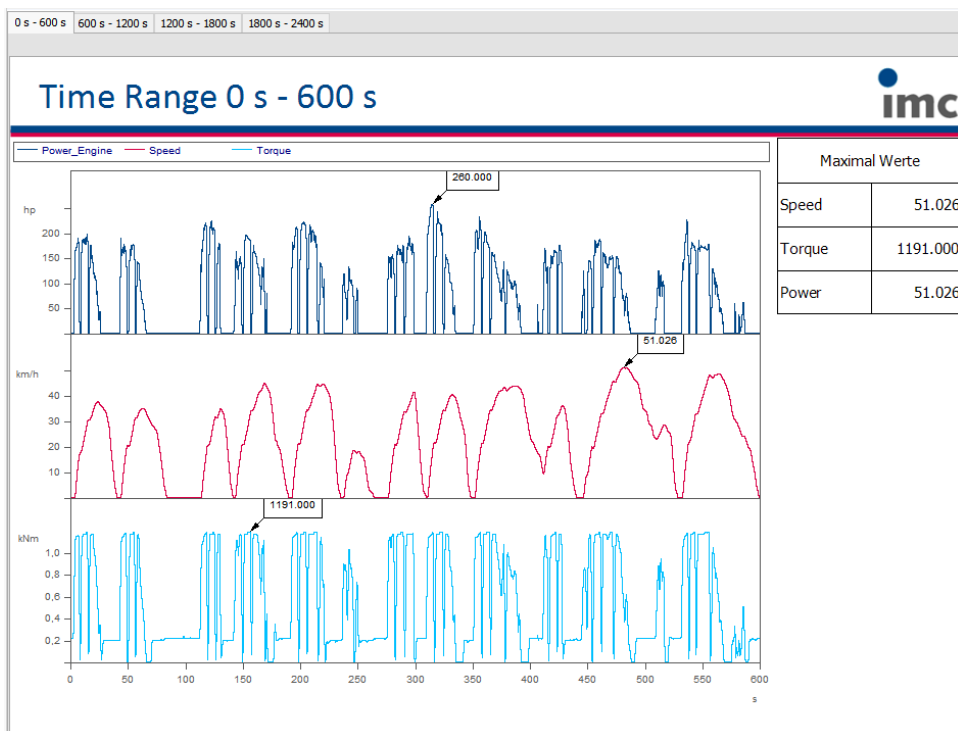 0 s - 600 s 600 s - 1200 s 1200 s - 1800 s 1800 s - 2400 s
Time Range 0 s - 600 s
imc
Power_Engine Speed Torque
Maximal Werte
Speed 51.026
Torque 1191.000
Power 51.026
260.000
hp
200
150
100
50
51.026
km/h
40
30
20
10
1191.000
kNm
1,0
0,8
0,6
0,4
0,2
0 50 100 150 200 250 300 350 400 450 500 550 600
s